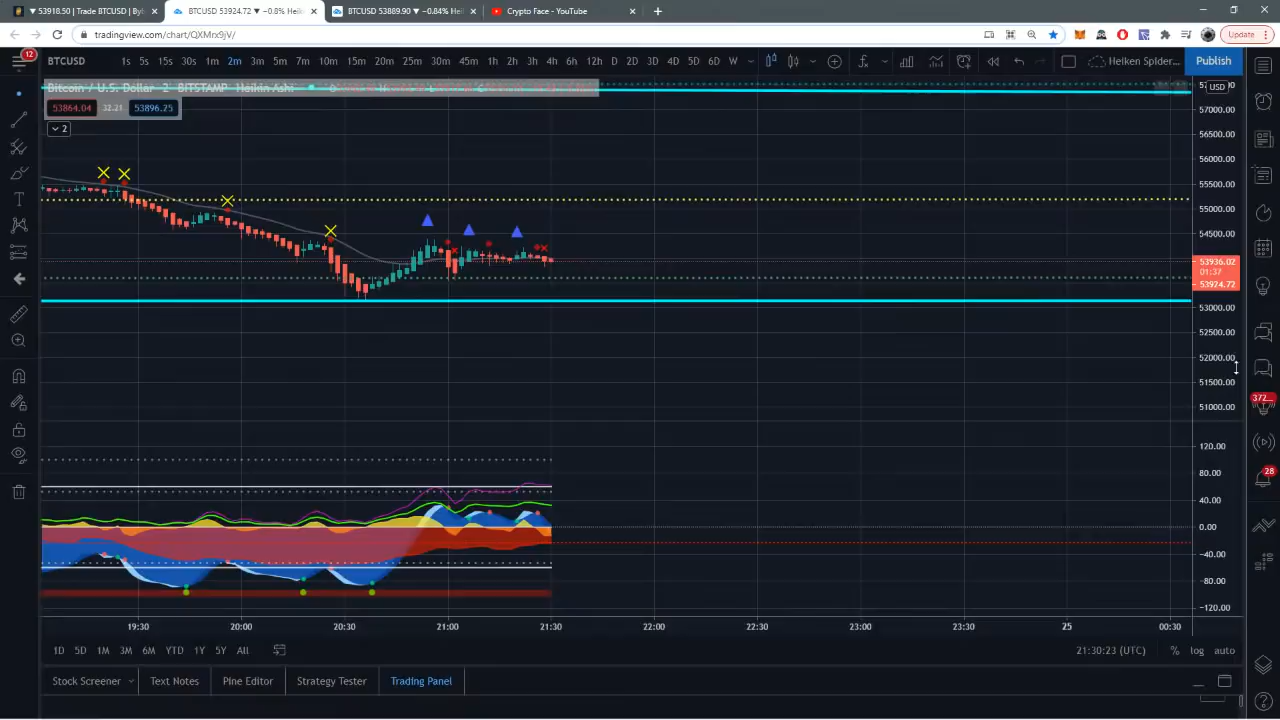 ▼ 53918.50 | Trade BTCUSD | Byb
BTCUSD 53924.72 ▼ −0.8% Heik
BTCUSD 53889.90 ▼ −0.84% Hei
Crypto Face - YouTube
tradingview.com/chart/QXMrx9jV/
Update
12
BTCUSD
1s 5s 15s 30s 1m 2m 3m 5m 7m 10m 15m 20m 25m 30m 45m 1h 2h 3h 4h 6h 12h D 2D 3D 4D 5D 6D W
Heiken Spider...
Publish
Bitcoin / U.S. Dollar · 2 · BITSTAMP · Heikin Ashi
USD
53864.04 32.21 53896.25
2
57000.00
56500.00
56000.00
55500.00
55000.00
54500.00
53936.02
01:37
53924.72
53000.00
52500.00
52000.00
51500.00
51000.00
372...
28
120.00
80.00
40.00
0.00
−40.00
−80.00
−120.00
19:30 20:00 20:30 21:00 21:30 22:00 22:30 23:00 23:30 25 00:30
1D 5D 1M 3M 6M YTD 1Y 5Y All
21:30:23 (UTC) % log auto
Stock Screener Text Notes Pine Editor Strategy Tester Trading Panel